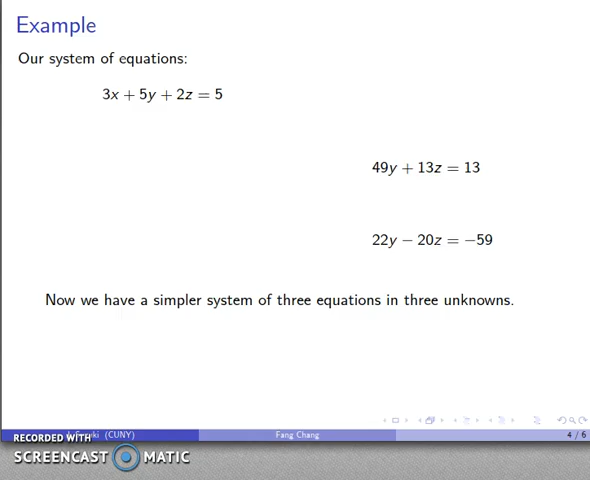 Example
Our system of equations:
3x + 5y + 2z = 5
49y + 13z = 13
22y − 20z = −59
Now we have a simpler system of three equations in three unknowns.
(CUNY) Fang Chang 4 / 6
RECORDED WITH
SCREENCAST MATIC